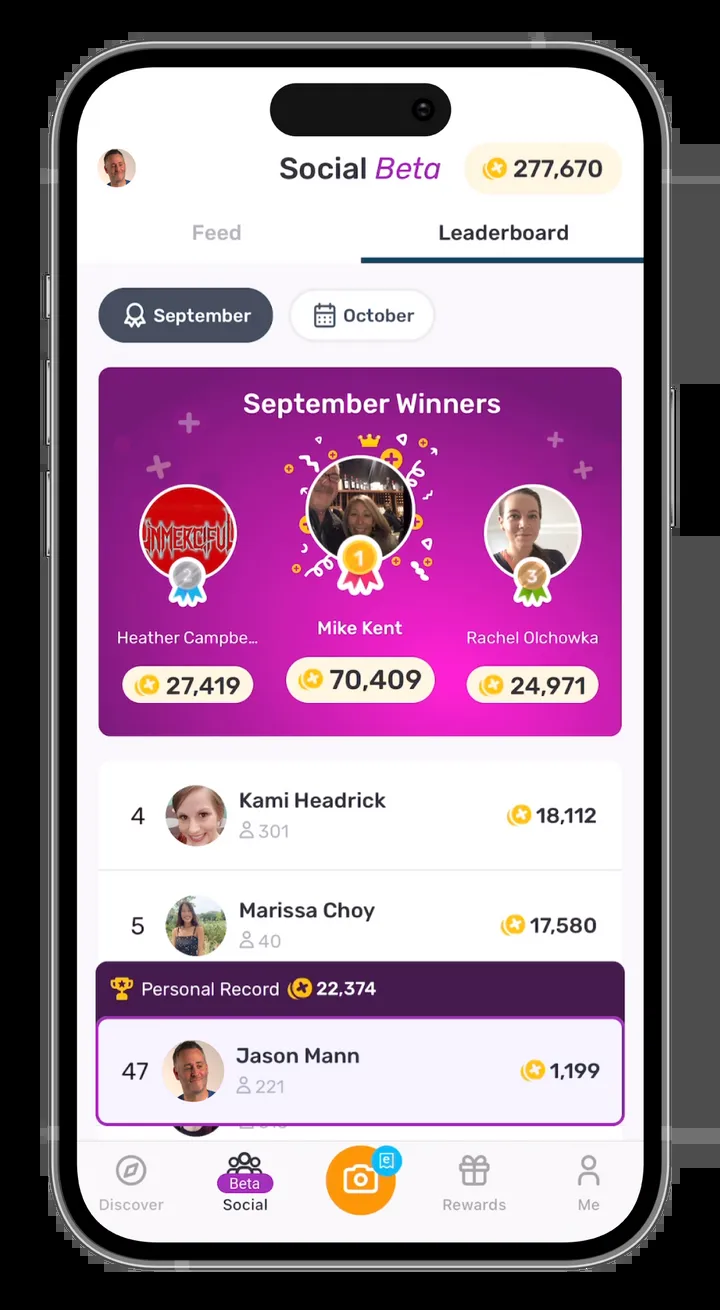 Social Beta
277,670
Feed
Leaderboard
September
October
September Winners
UNMERCIFUL
2
1
3
Heather Campbe...
Mike Kent
Rachel Olchowka
27,419
70,409
24,971
4
Kami Headrick
301
18,112
5
Marissa Choy
40
17,580
Personal Record 22,374
47
Jason Mann
221
1,199
e
Discover
Beta
Social
Rewards
Me